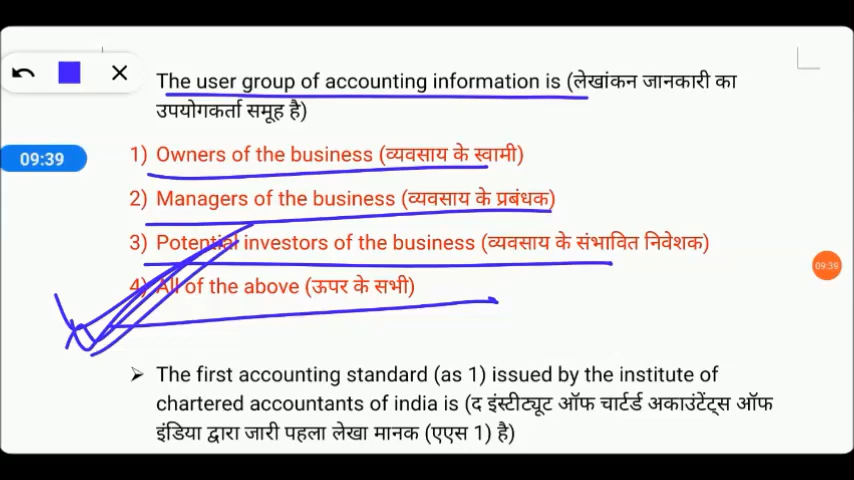 The user group of accounting information is (लेखांकन जानकारी का
उपयोगकर्ता समूह है)
09:39
1) Owners of the business (व्यवसाय के स्वामी)
2) Managers of the business (व्यवसाय के प्रबंधक)
3) Potential investors of the business (व्यवसाय के संभावित निवेशक)
09:39
4) All of the above (ऊपर के सभी)
➢ The first accounting standard (as 1) issued by the institute of
chartered accountants of india is (द इंस्टीट्यूट ऑफ चार्टर्ड अकाउंटेंट्स ऑफ
इंडिया द्वारा जारी पहला लेखा मानक (एएस 1) है)